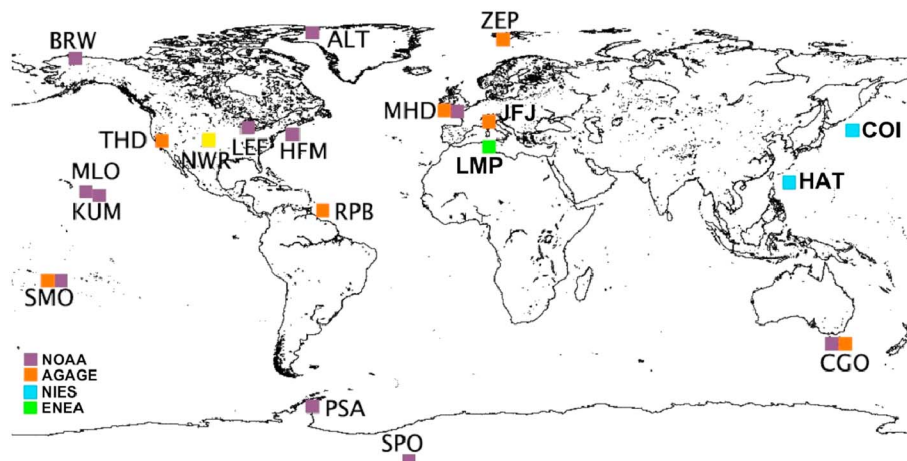 ZEP
BRW
ALT
MHD
JFJ
THD
NWR
LEF
HFM
COI
LMP
MLO
KUM
HAT
RPB
SMO
CGO
NOAA
AGAGE
NIES
ENEA
PSA
SPO